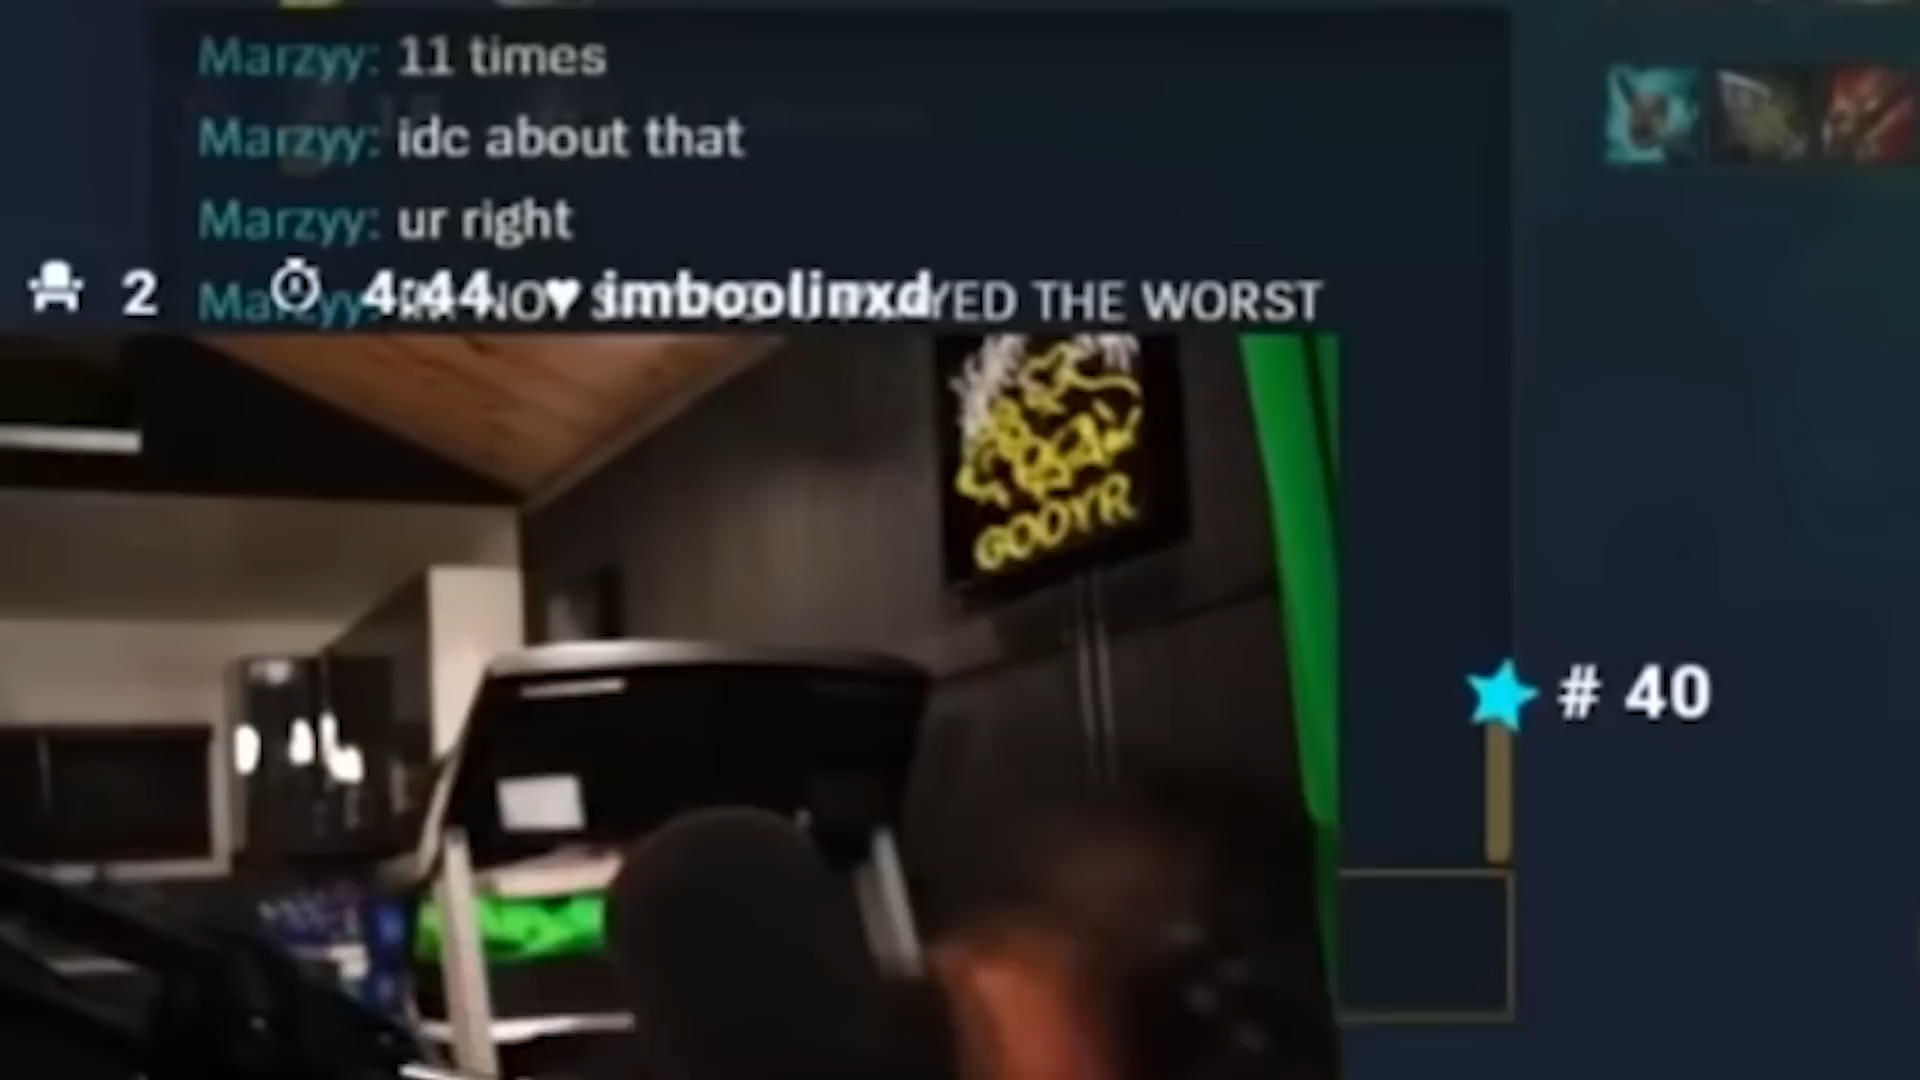 Marzyy: 11 times
Marzyy: idc about that
Marzyy: ur right
2 4:44 ♥ imboolinxd
YED THE WORST
GODYR
# 40